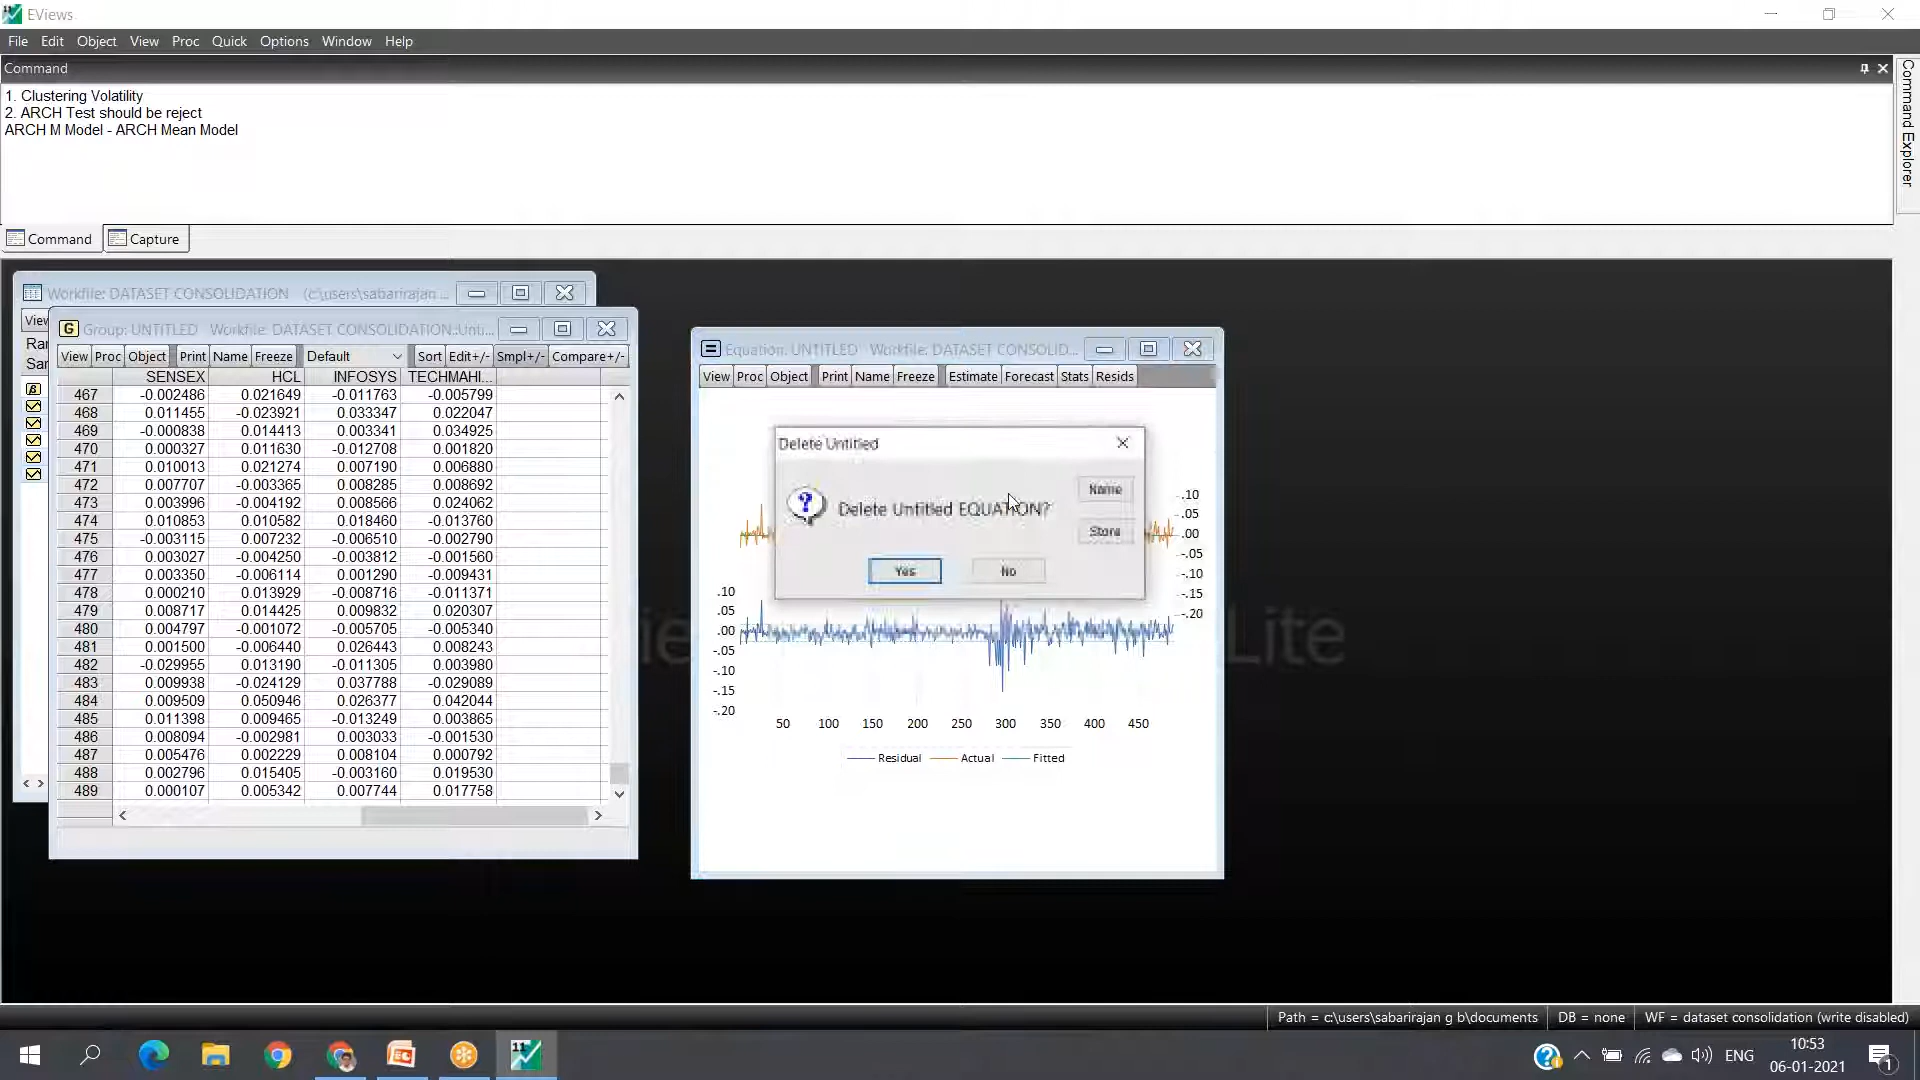 EViews
File Edit Object View Proc Quick Options Window Help
Command
1. Clustering Volatility
2. ARCH Test should be reject
ARCH M Model - ARCH Mean Model
Command Explorer
Command Capture
Workfile: DATASET CONSOLIDATION (c:\users\sabarirajan ...
View
Group: UNTITLED Workfile: DATASET CONSOLIDATION::Unti...
View Proc Object Print Name Freeze Default Sort Edit+/- Smpl+/- Compare+/-
SENSEX HCL INFOSYS TECHMAHI...
467 -0.002486 0.021649 -0.011763 -0.005799
468 0.011455 -0.023921 0.033347 0.022047
469 -0.000838 0.014413 0.003341 0.034925
470 0.000327 0.011630 -0.012708 0.001820
471 0.010013 0.021274 0.007190 0.006880
472 0.007707 -0.003365 0.008285 0.008692
473 0.003996 -0.004192 0.008566 0.024062
474 0.010853 0.010582 0.018460 -0.013760
475 -0.003115 0.007232 -0.006510 -0.002790
476 0.003027 -0.004250 -0.003812 -0.001560
477 0.003350 -0.006114 0.001290 -0.009431
478 0.000210 0.013929 -0.008716 -0.011371
479 0.008717 0.014425 0.009832 0.020307
480 0.004797 -0.001072 -0.005705 -0.005340
481 0.001500 -0.006440 0.026443 0.008243
482 -0.029955 0.013190 -0.011305 0.003980
483 0.009938 -0.024129 0.037788 -0.029089
484 0.009509 0.050946 0.026377 0.042044
485 0.011398 0.009465 -0.013249 0.003865
486 0.008094 -0.002981 0.003033 -0.001530
487 0.005476 0.002229 0.008104 0.000792
488 0.002796 0.015405 -0.003160 0.019530
489 0.000107 0.005342 0.007744 0.017758
Equation: UNTITLED Workfile: DATASET CONSOLID...
View Proc Object Print Name Freeze Estimate Forecast Stats Resids
Delete Untitled
Delete Untitled EQUATION?
Name
Store
Yes No
.10
.05
.00
-.05
-.10
-.15
-.20
.10
.05
.00
-.05
-.10
-.15
-.20
50 100 150 200 250 300 350 400 450
Residual Actual Fitted
Lite
Path = c:\users\sabarirajan g b\documents DB = none WF = dataset consolidation (write disabled)
ENG
10:53
06-01-2021
1